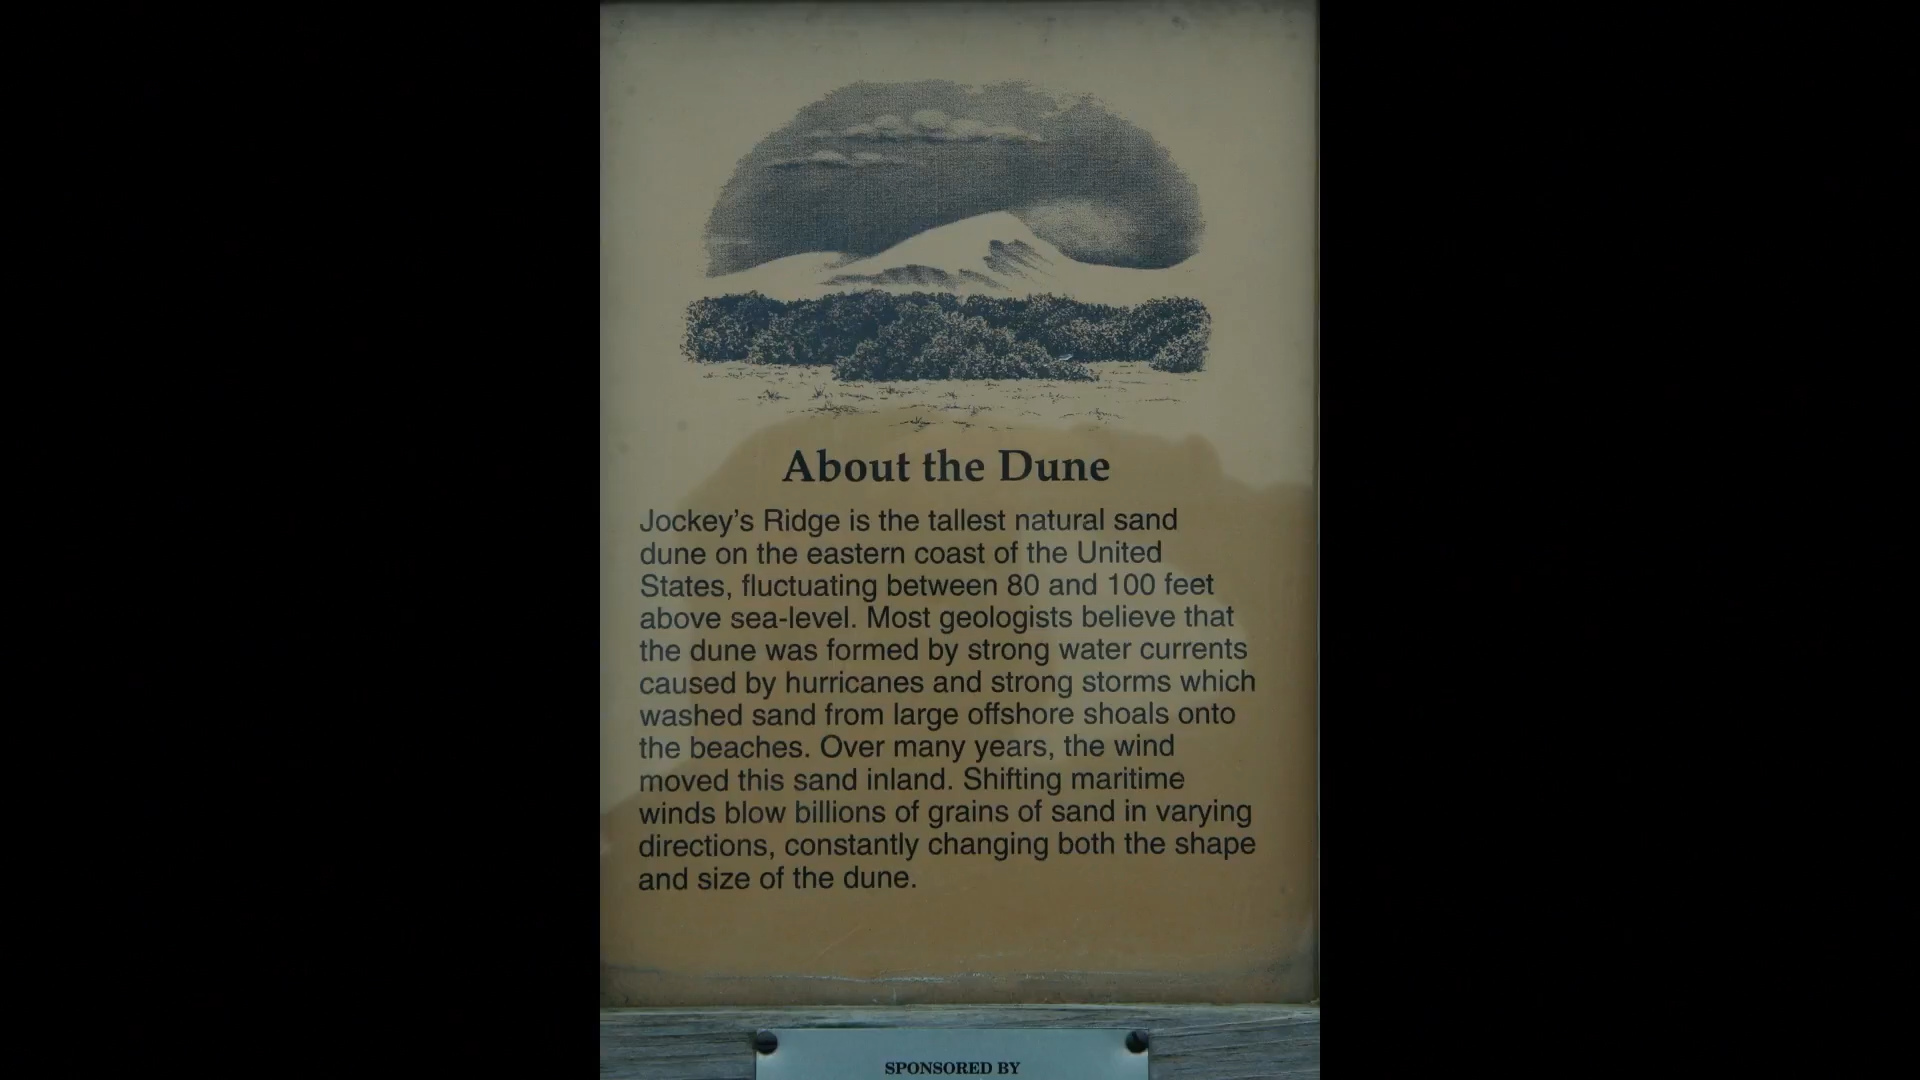 About the Dune
Jockey's Ridge is the tallest natural sand
dune on the eastern coast of the United
States, fluctuating between 80 and 100 feet
above sea-level. Most geologists believe that
the dune was formed by strong water currents
caused by hurricanes and strong storms which
washed sand from large offshore shoals onto
the beaches. Over many years, the wind
moved this sand inland. Shifting maritime
winds blow billions of grains of sand in varying
directions, constantly changing both the shape
and size of the dune.
SPONSORED BY